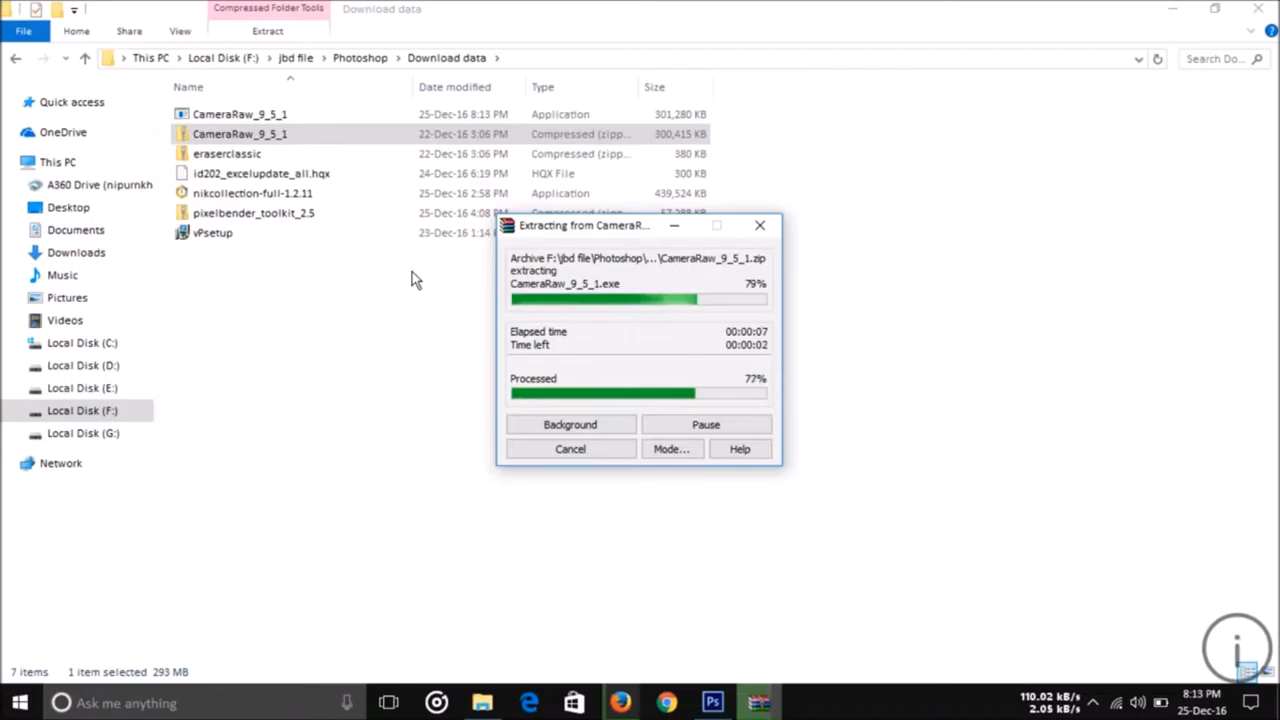 Compressed Folder Tools
Download data
File
Home
Share
View
Extract
This PC
Local Disk (F:)
jbd file
Photoshop
Download data
Search Do...
Name
Date modified
Type
Size
CameraRaw_9_5_1 25-Dec-16 8:13 PM Application 301,280 KB
CameraRaw_9_5_1 22-Dec-16 3:06 PM Compressed (zipp... 300,415 KB
eraserclassic 22-Dec-16 3:06 PM Compressed (zipp... 380 KB
id202_excelupdate_all.hqx 24-Dec-16 6:19 PM HQX File 300 KB
nikcollection-full-1.2.11 25-Dec-16 2:58 PM Application 439,524 KB
pixelbender_toolkit_2.5 25-Dec-16 4:08 PM
vPsetup 23-Dec-16 1:14
Quick access
OneDrive
This PC
A360 Drive (nipurnkh
Desktop
Documents
Downloads
Music
Pictures
Videos
Local Disk (C:)
Local Disk (D:)
Local Disk (E:)
Local Disk (F:)
Local Disk (G:)
Network
Extracting from CameraR...
Archive F:\jbd file\Photoshop\...\CameraRaw_9_5_1.zip
extracting
CameraRaw_9_5_1.exe 79%
Elapsed time 00:00:07
Time left 00:00:02
Processed 77%
Background
Pause
Cancel
Mode...
Help
7 items 1 item selected 293 MB
Ask me anything
Ps
110.02 kB/s
2.05 kB/s
8:13 PM
25-Dec-16